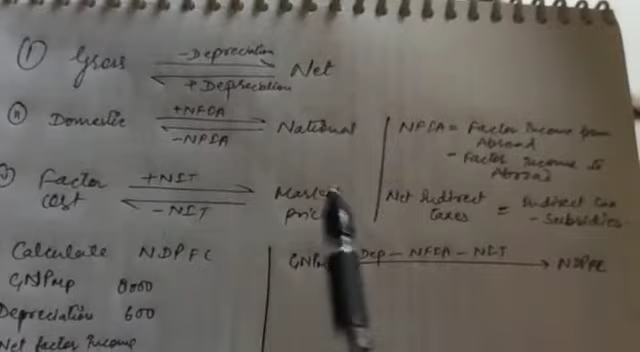 ① Gross −Depreciation Net
+Depreciation
② Domestic +NFIA National
−NFIA
NFIA = Factor Income from
Abroad
− Factor Income to
Abroad
Factor +NIT Market
cost −NIT price
Net Indirect = Indirect Tax
taxes − Subsidies
Calculate NDPFC
GNPmp 8000
Depreciation 600
Net factor Income
Dep − NFIA − NIT → NDPFC